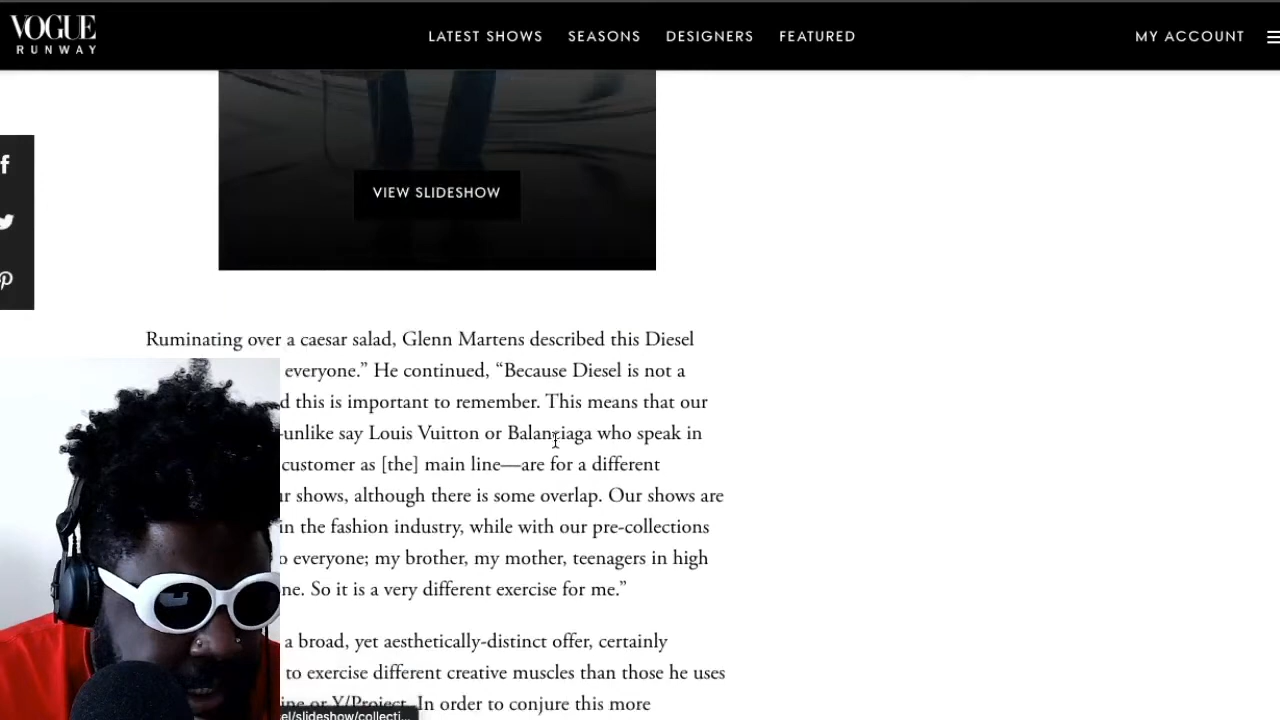 VOGUE
RUNWAY
LATEST SHOWS SEASONS DESIGNERS FEATURED
MY ACCOUNT
VIEW SLIDESHOW
Ruminating over a caesar salad, Glenn Martens described this Diesel
everyone.” He continued, “Because Diesel is not a
d this is important to remember. This means that our
-unlike say Louis Vuitton or Balanciaga who speak in
customer as [the] main line—are for a different
r shows, although there is some overlap. Our shows are
in the fashion industry, while with our pre-collections
o everyone; my brother, my mother, teenagers in high
ne. So it is a very different exercise for me.”
a broad, yet aesthetically-distinct offer, certainly
to exercise different creative muscles than those he uses
ine or Y/Project. In order to conjure this more
el/slideshow/collecti...